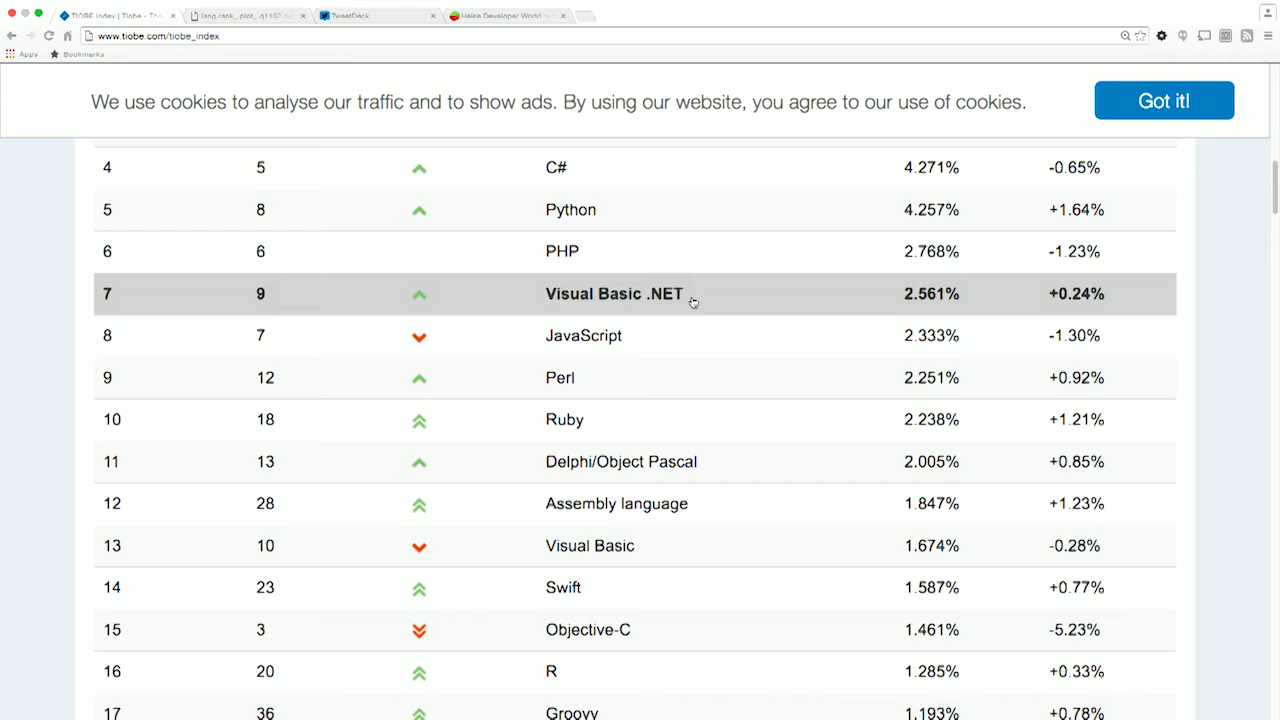 TIOBE Index | Tiobe - The
TweetDeck
Heise Developer World
www.tiobe.com/tiobe_index
Apps Bookmarks
We use cookies to analyse our traffic and to show ads. By using our website, you agree to our use of cookies. Got it!
4 5 C# 4.271% -0.65%
5 8 Python 4.257% +1.64%
6 6 PHP 2.768% -1.23%
7 9 Visual Basic .NET 2.561% +0.24%
8 7 JavaScript 2.333% -1.30%
9 12 Perl 2.251% +0.92%
10 18 Ruby 2.238% +1.21%
11 13 Delphi/Object Pascal 2.005% +0.85%
12 28 Assembly language 1.847% +1.23%
13 10 Visual Basic 1.674% -0.28%
14 23 Swift 1.587% +0.77%
15 3 Objective-C 1.461% -5.23%
16 20 R 1.285% +0.33%
17 36 Groovy 1.193% +0.78%